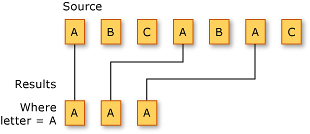 Source
A B C A B A C
Results
Where
letter = A
A A A